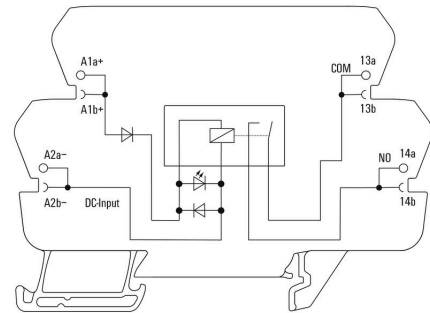 A1a+
A1b+
A2a−
A2b−
DC-Input
COM
13a
13b
NO
14a
14b